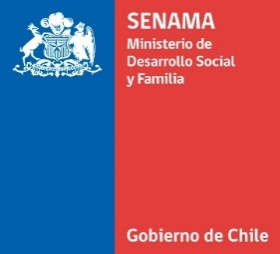 SENAMA
Ministerio de
Desarrollo Social
y Familia
Gobierno de Chile